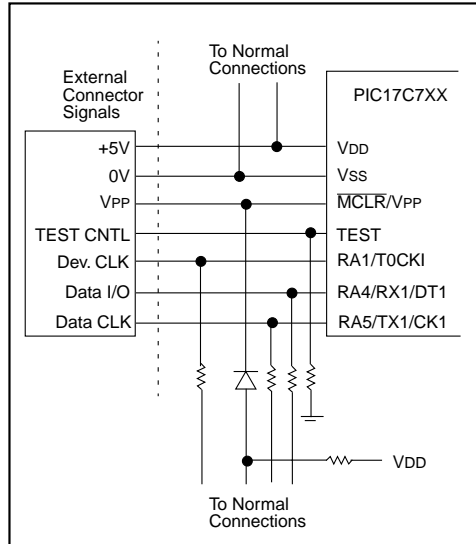 To Normal
Connections
External
Connector
Signals
PIC17C7XX
+5V
VDD
0V
VSS
VPP
MCLR/VPP
TEST CNTL
TEST
Dev. CLK
RA1/T0CKI
Data I/O
RA4/RX1/DT1
Data CLK
RA5/TX1/CK1
VDD
To Normal
Connections